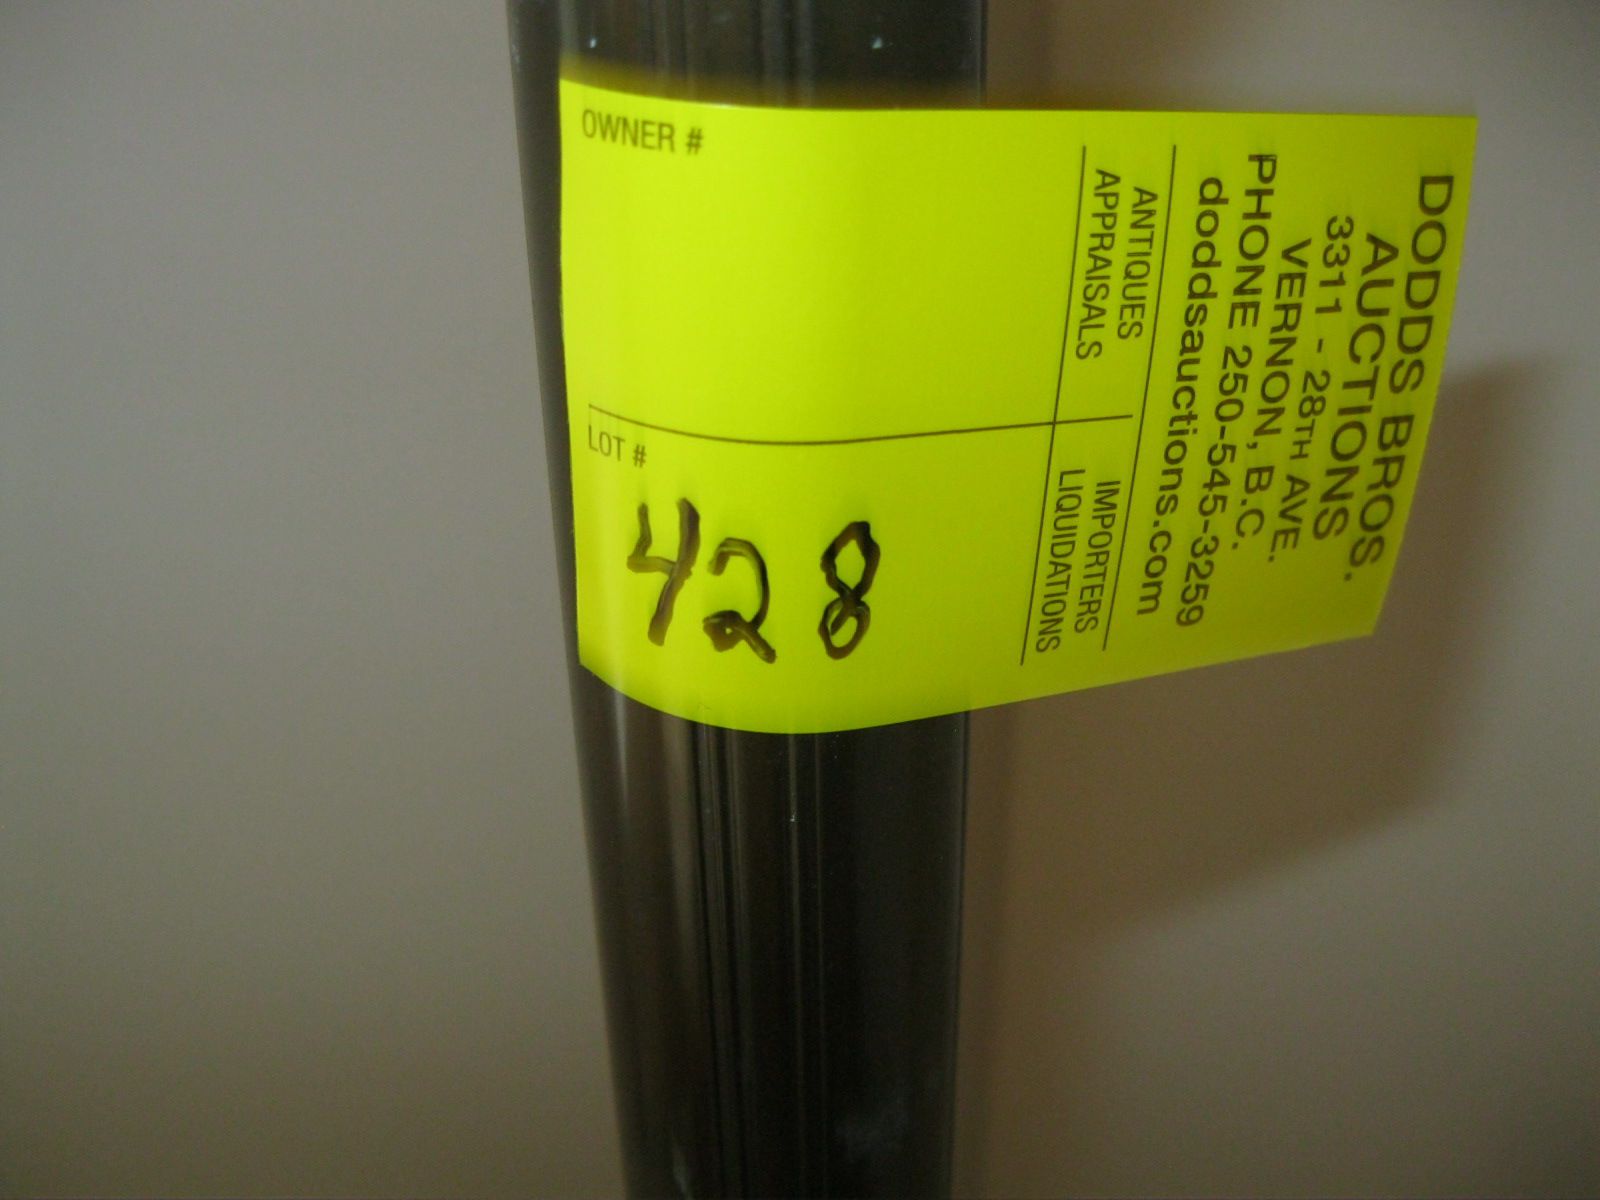 DODDS BROS.
AUCTIONS
3311 - 28TH AVE.
VERNON, B.C.
PHONE 250-545-3259
doddsauctions.com
ANTIQUES
APPRAISALS
IMPORTERS
LIQUIDATIONS
OWNER #
LOT #
428